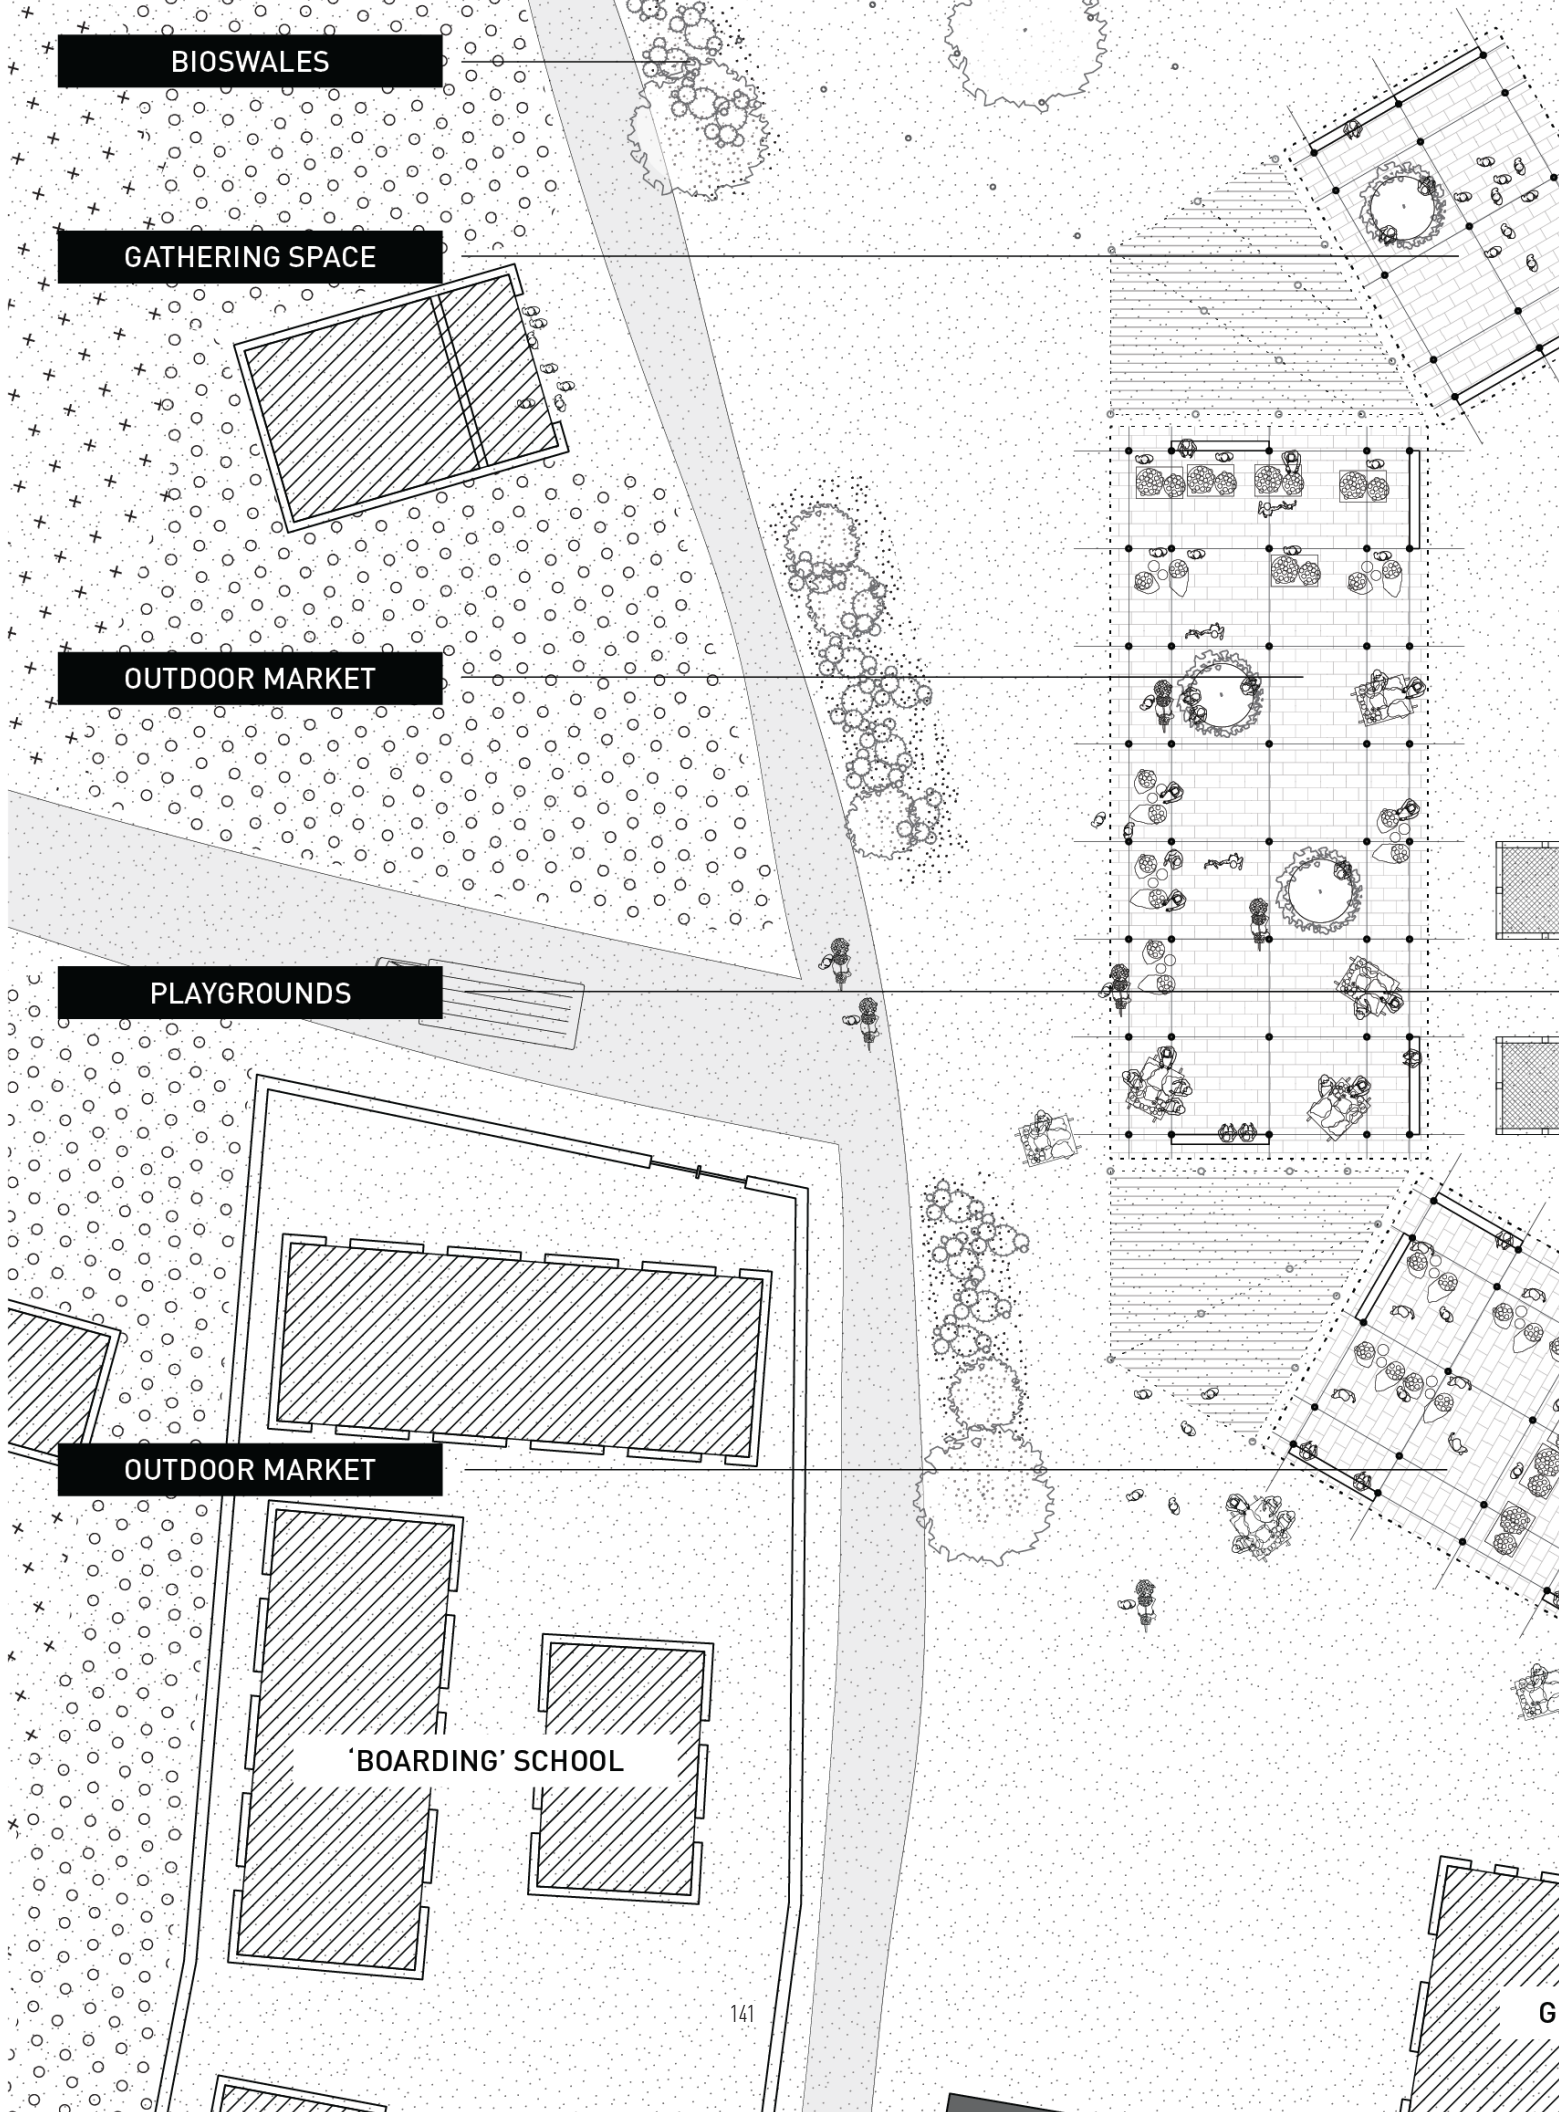 BIOSWALES
GATHERING SPACE
OUTDOOR MARKET
PLAYGROUNDS
OUTDOOR MARKET
‘BOARDING’ SCHOOL
141
G